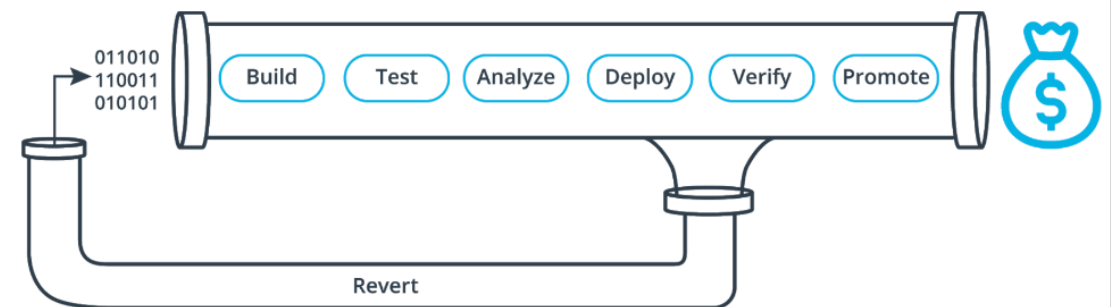 011010
110011
010101
Build
Test
Analyze
Deploy
Verify
Promote
$
Revert